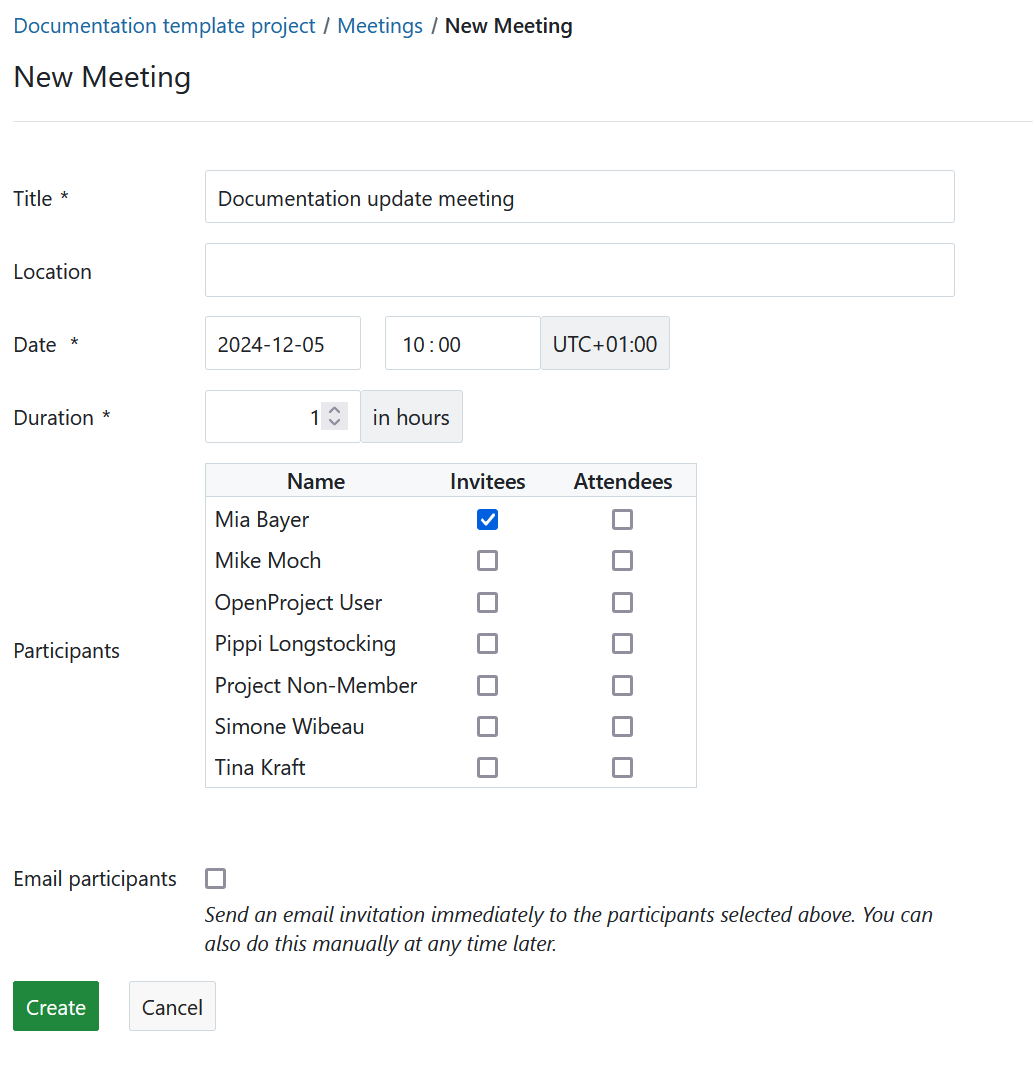 Documentation template project / Meetings / New Meeting
New Meeting
Title *
Documentation update meeting
Location
Date *
2024-12-05
10 : 00
UTC+01:00
Duration *
1
in hours
Participants
Name Invitees Attendees
Mia Bayer
Mike Moch
OpenProject User
Pippi Longstocking
Project Non-Member
Simone Wibeau
Tina Kraft
Email participants
Send an email invitation immediately to the participants selected above. You can
also do this manually at any time later.
Create
Cancel